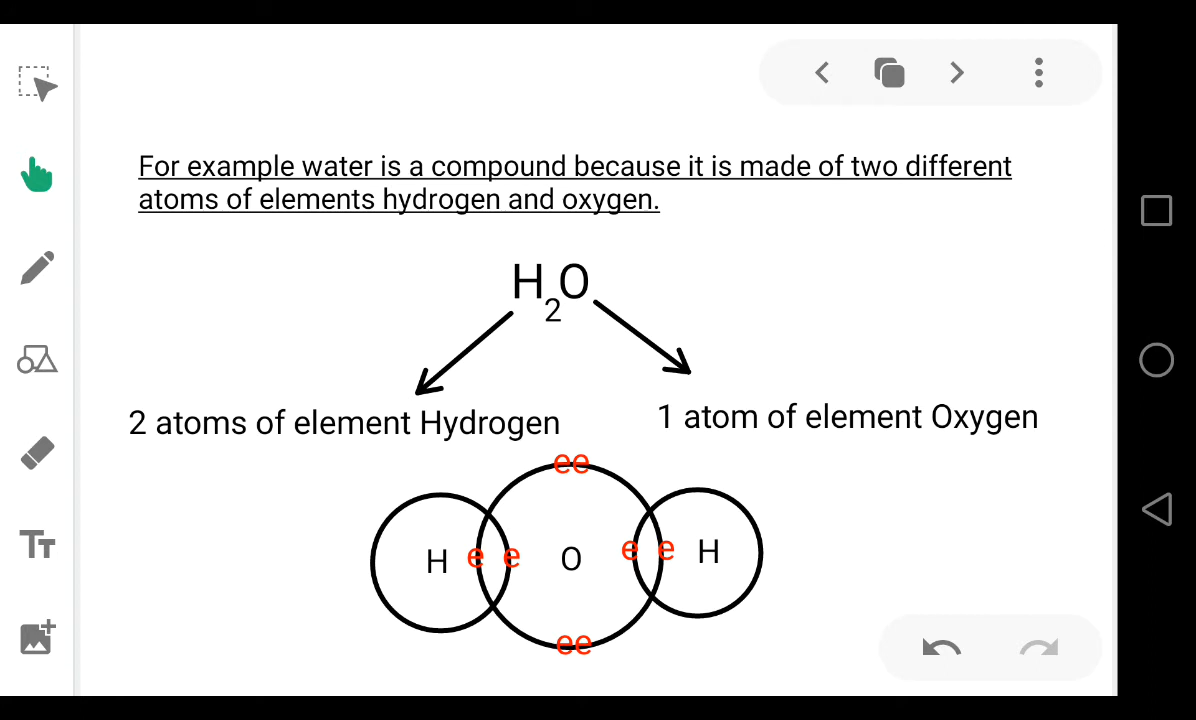 For example water is a compound because it is made of two different
atoms of elements hydrogen and oxygen.
H2O
2 atoms of element Hydrogen
1 atom of element Oxygen
ee
H e e O e e H
ee
TT